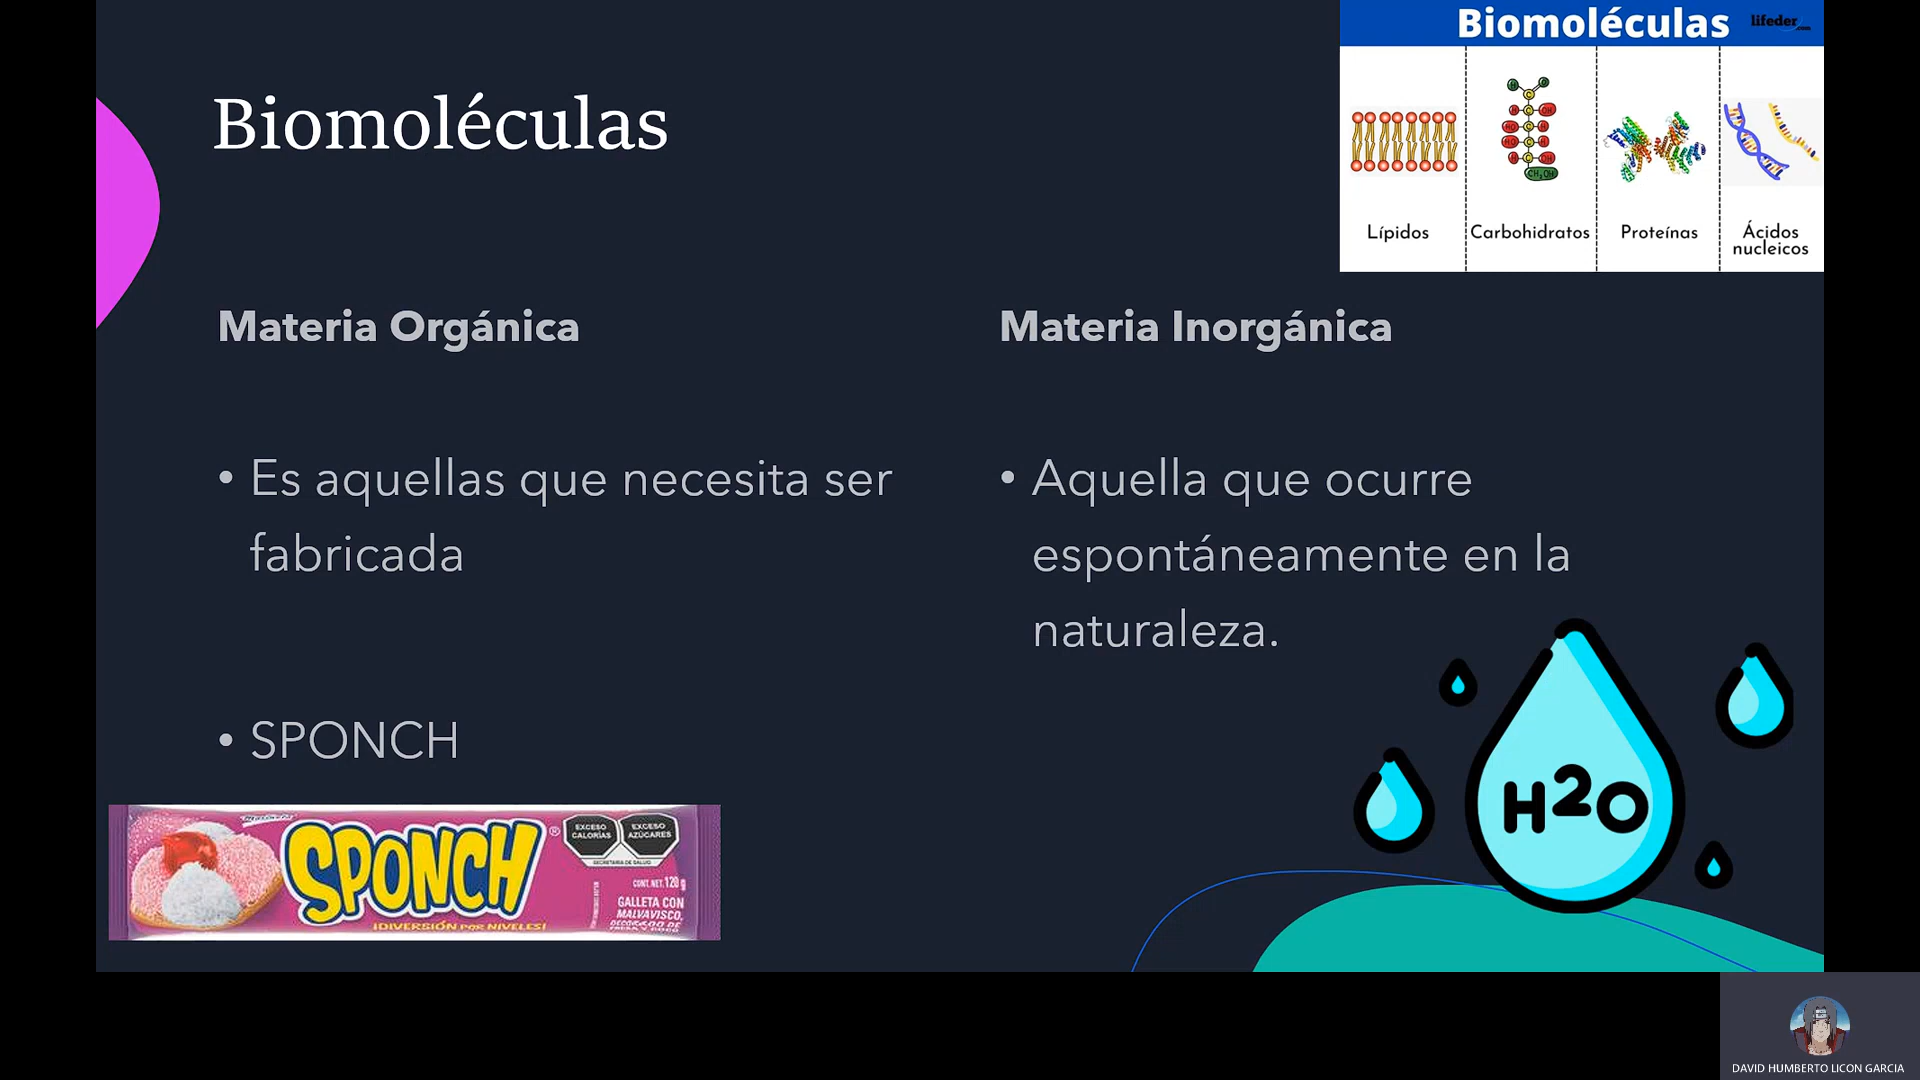 Biomoléculas
lifeder.com
Lípidos
Carbohidratos
Proteínas
Ácidos
nucleicos
CH₂OH
Biomoléculas
Materia Orgánica
• Es aquellas que necesita ser
fabricada
• SPONCH
SPONCH®
¡DIVERSIÓN POR NIVELES!
EXCESO
CALORÍAS
EXCESO
AZÚCARES
SECRETARÍA DE SALUD
CONT. NET. 120 g
GALLETA CON
MALVAVISCO,
Materia Inorgánica
• Aquella que ocurre
espontáneamente en la
naturaleza.
H2O
DAVID HUMBERTO LICON GARCIA